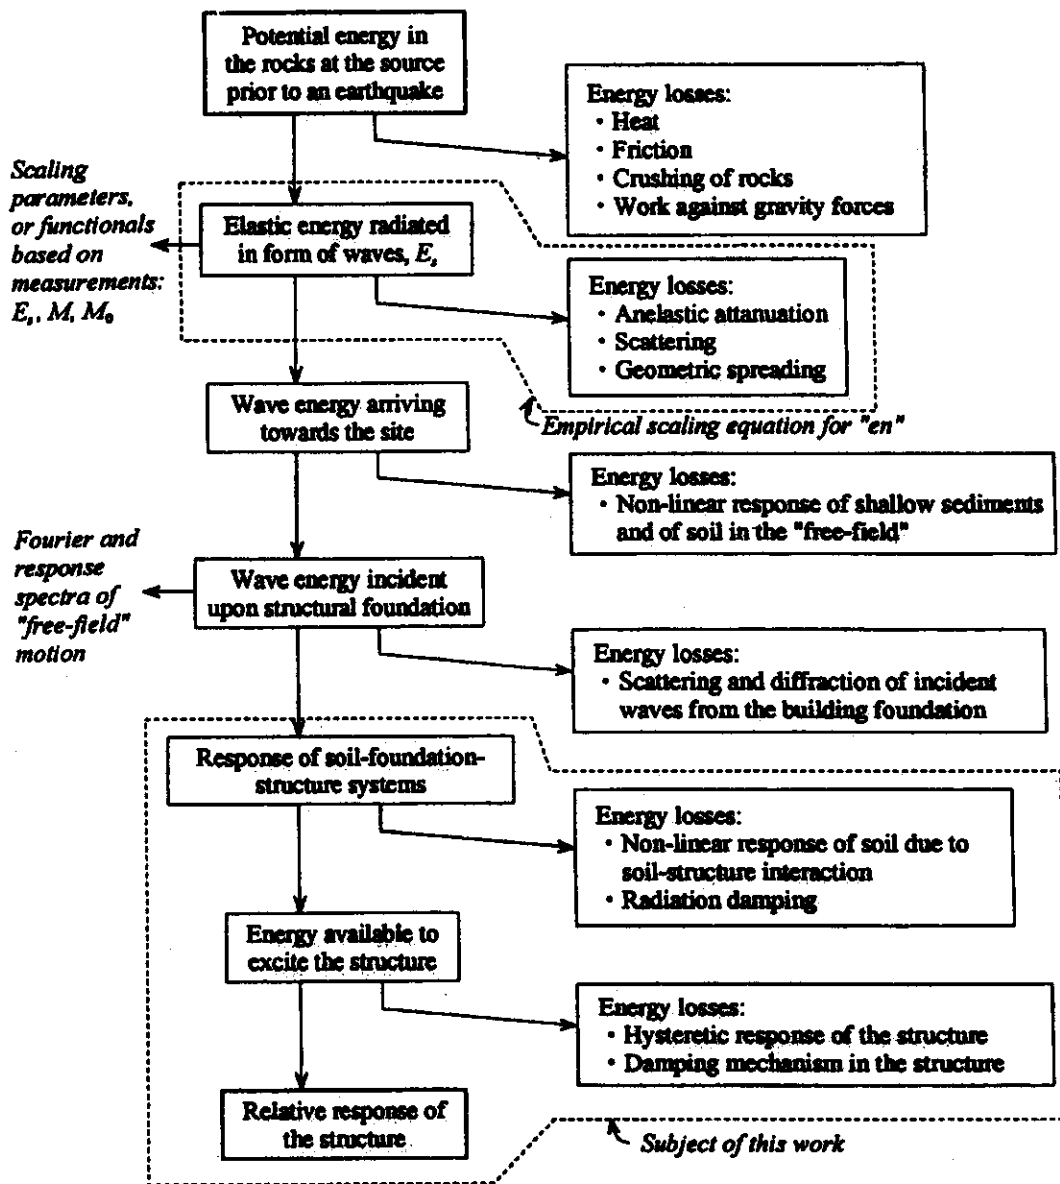 Potential energy in
the rocks at the source
prior to an earthquake
Energy losses:
· Heat
· Friction
· Crushing of rocks
· Work against gravity forces
Scaling
parameters,
or functionals
based on
measurements:
Es, M, M0
Elastic energy radiated
in form of waves, Es
Energy losses:
· Anelastic attanuation
· Scattering
· Geometric spreading
Empirical scaling equation for "en"
Wave energy arriving
towards the site
Energy losses:
· Non-linear response of shallow sediments
and of soil in the "free-field"
Fourier and
response
spectra of
"free-field"
motion
Wave energy incident
upon structural foundation
Energy losses:
· Scattering and diffraction of incident
waves from the building foundation
Response of soil-foundation-
structure systems
Energy losses:
· Non-linear response of soil due to
soil-structure interaction
· Radiation damping
Energy available to
excite the structure
Energy losses:
· Hysteretic response of the structure
· Damping mechanism in the structure
Relative response of
the structure
Subject of this work